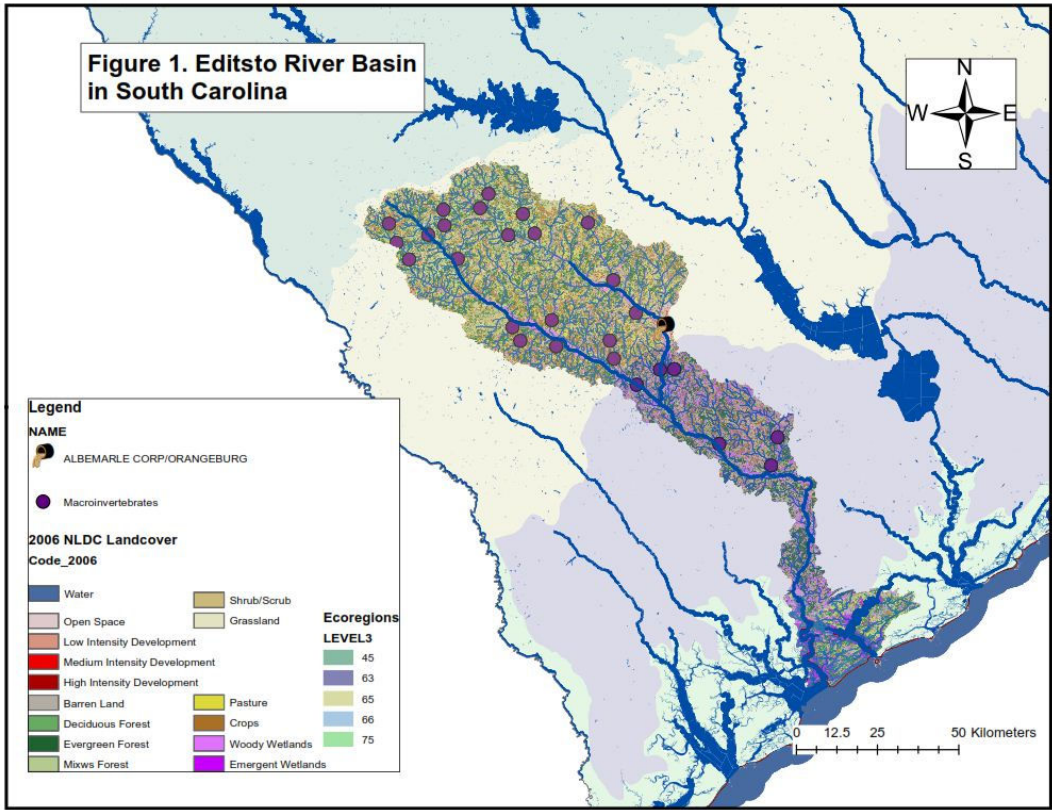 Figure 1. Editsto River Basin
in South Carolina
N
W E
S
Legend
NAME
ALBEMARLE CORP/ORANGEBURG
Macroinvertebrates
2006 NLDC Landcover
Code_2006
Water
Open Space
Low Intensity Development
Medium Intensity Development
High Intensity Development
Barren Land
Deciduous Forest
Evergreen Forest
Mixws Forest
Shrub/Scrub
Grassland
Pasture
Crops
Woody Wetlands
Emergent Wetlands
Ecoregions
LEVEL3
45
63
65
66
75
0 12.5 25 50 Kilometers